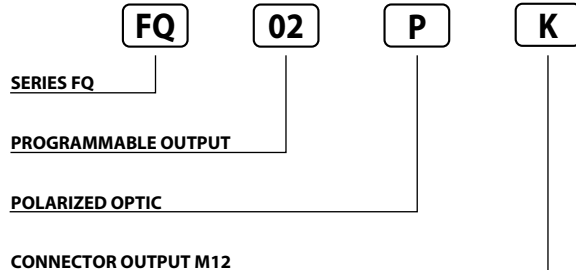 FQ 02 P K
SERIES FQ
PROGRAMMABLE OUTPUT
POLARIZED OPTIC
CONNECTOR OUTPUT M12